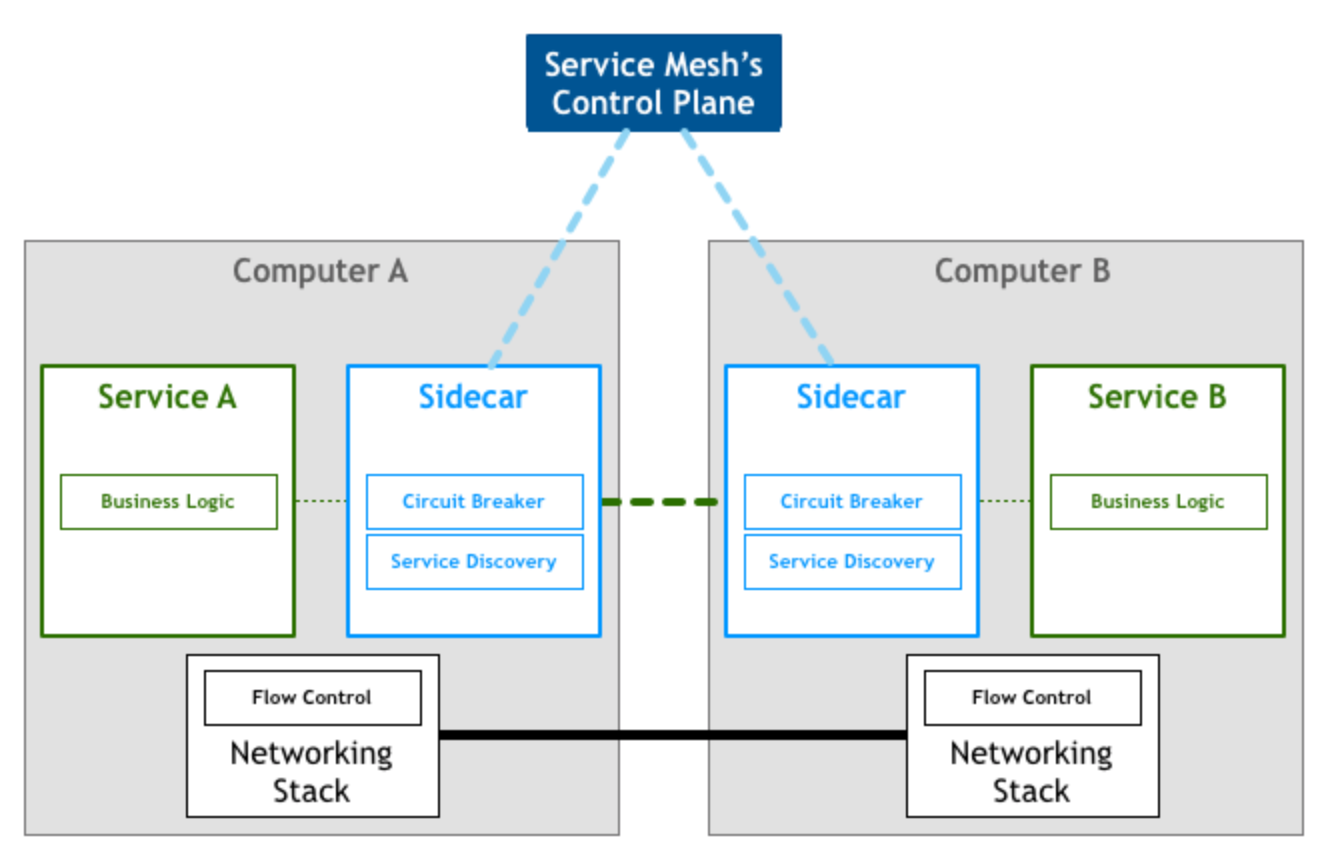 Service Mesh’s
Control Plane
Computer A
Computer B
Service A
Sidecar
Sidecar
Service B
Business Logic
Circuit Breaker
Circuit Breaker
Business Logic
Service Discovery
Service Discovery
Flow Control
Flow Control
Networking
Stack
Networking
Stack